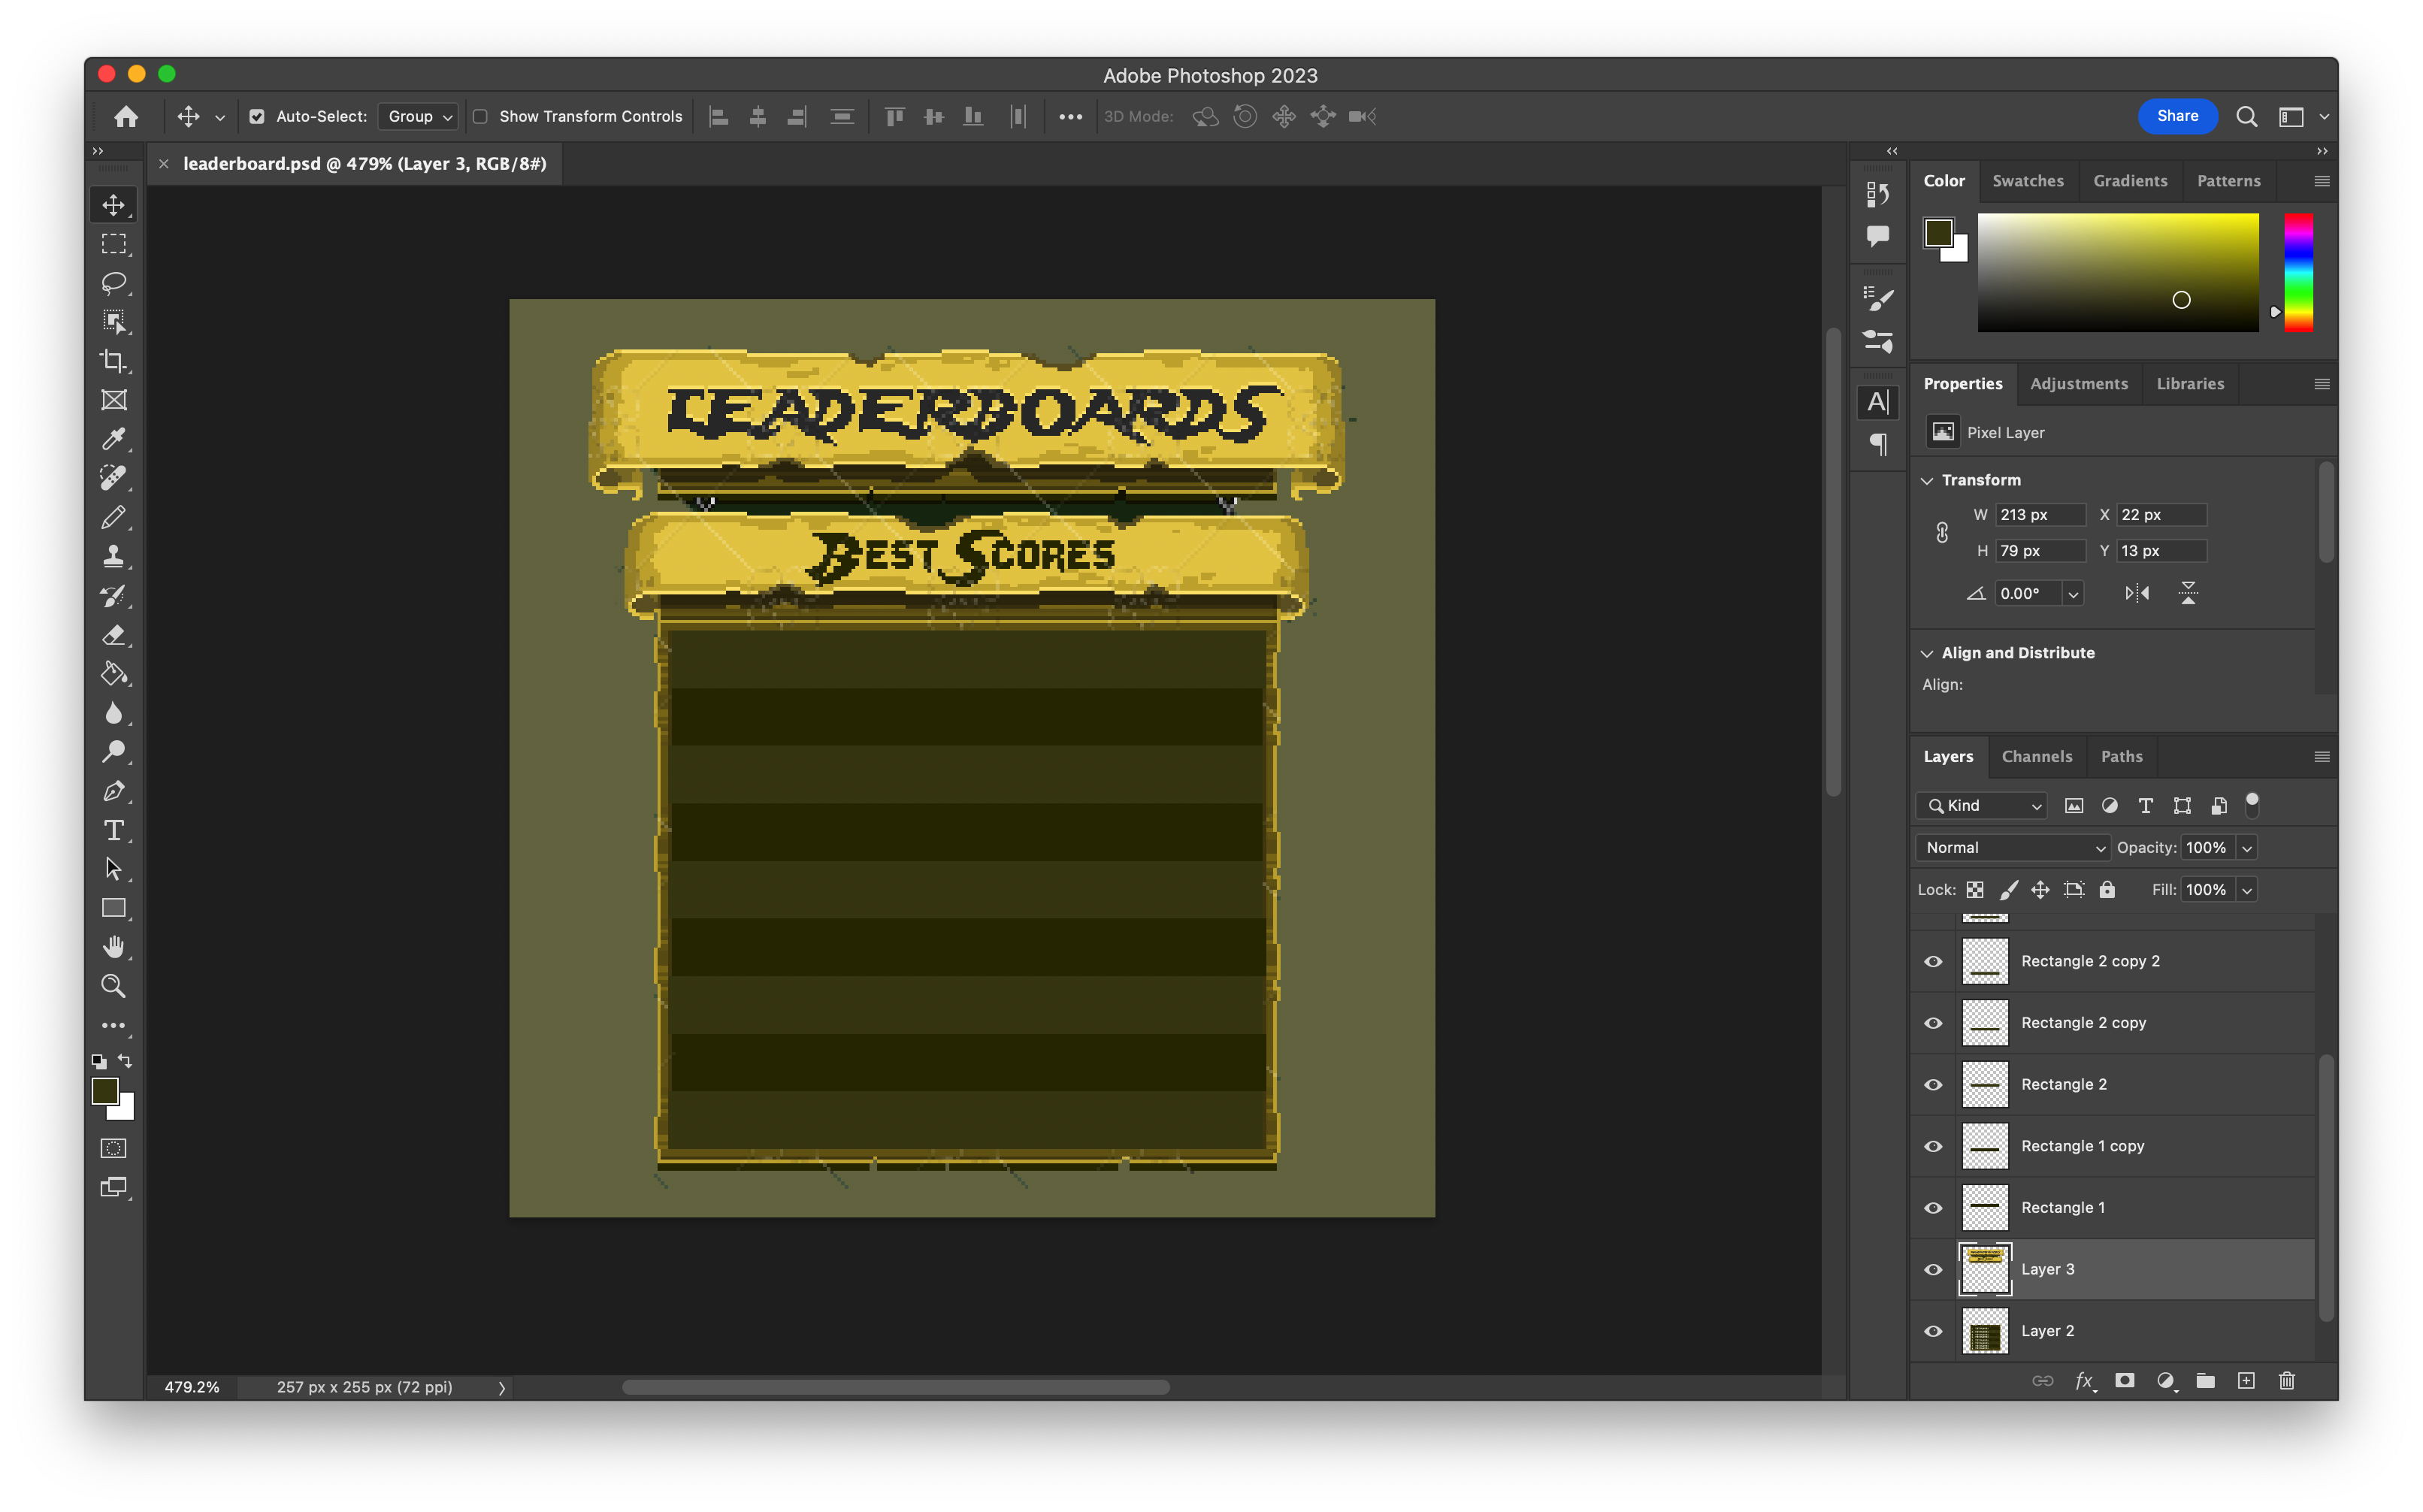 Adobe Photoshop 2023
Auto-Select: Group Show Transform Controls 3D Mode: Share
leaderboard.psd @ 479% (Layer 3, RGB/8#)
Color Swatches Gradients Patterns
LEADERBOARDS
BEST SCORES
Properties Adjustments Libraries
Pixel Layer
Transform
W 213 px X 22 px
H 79 px Y 13 px
0.00°
Align and Distribute
Align:
Layers Channels Paths
Kind
Normal Opacity: 100%
Lock: Fill: 100%
Rectangle 2 copy 2
Rectangle 2 copy
Rectangle 2
Rectangle 1 copy
Rectangle 1
Layer 3
Layer 2
479.2% 257 px x 255 px (72 ppi)